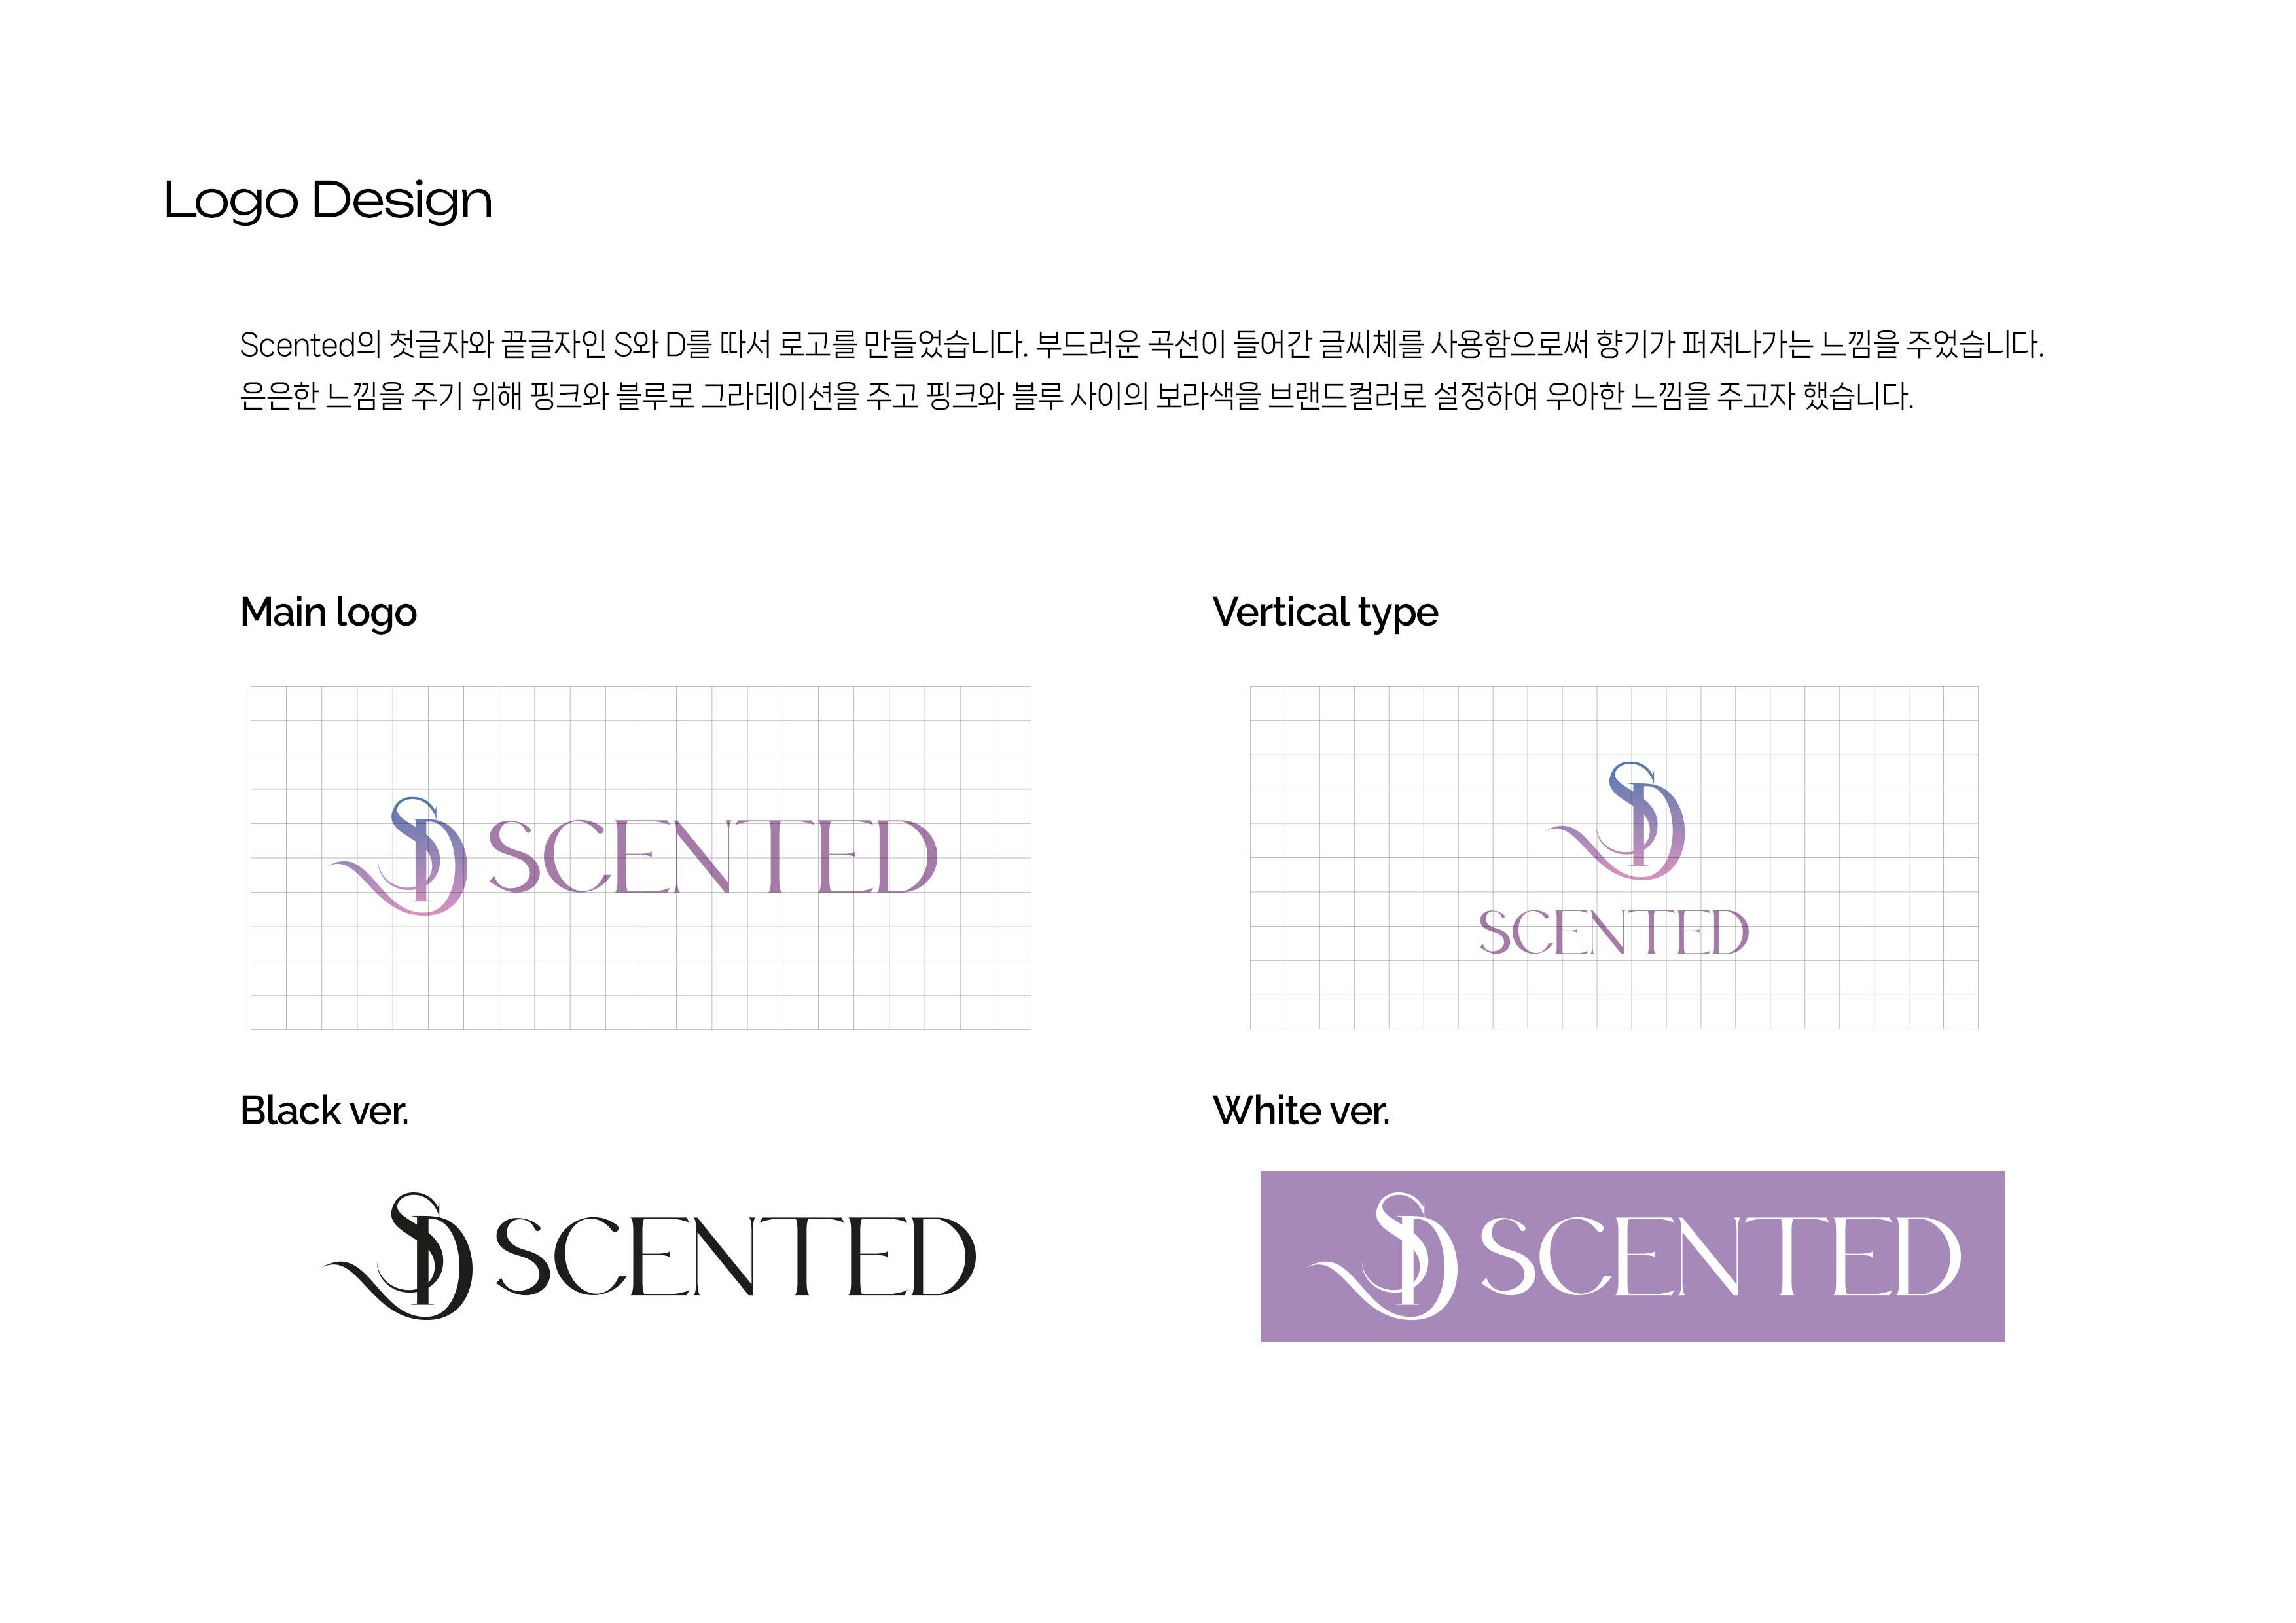 Logo Design
Scented의 첫글자와 끝글자인 S와 D를 따서 로고를 만들었습니다. 부드러운 곡선이 들어간 글씨체를 사용함으로써 향기가 퍼져나가는 느낌을 주었습니다.
은은한 느낌을 주기 위해 핑크와 블루로 그라데이션을 주고 핑크와 블루 사이의 보라색을 브랜드컬러로 설정하여 우아한 느낌을 주고자 했습니다.
Main logo
Vertical type
SD SCENTED
SD
SCENTED
Black ver.
White ver.
SD SCENTED
SD SCENTED